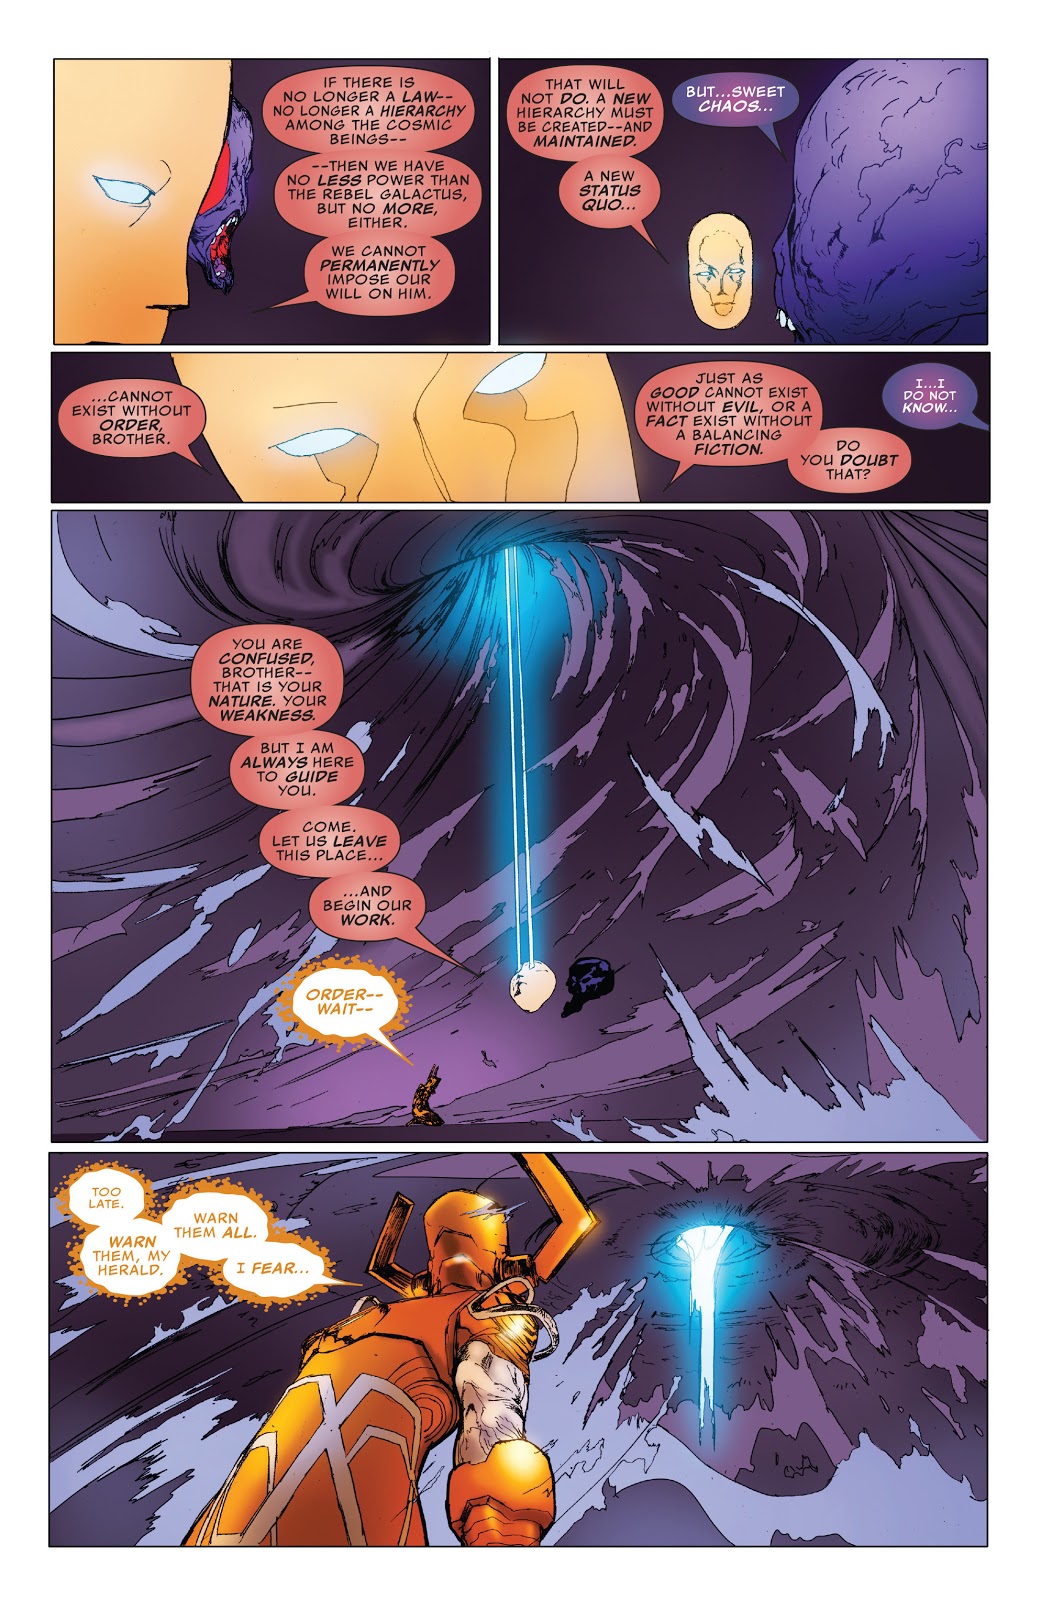 IF THERE IS
NO LONGER A LAW--
NO LONGER A HIERARCHY
AMONG THE COSMIC
BEINGS--
--THEN WE HAVE
NO LESS POWER THAN
THE REBEL GALACTUS,
BUT NO MORE,
EITHER.
WE CANNOT
PERMANENTLY
IMPOSE OUR
WILL ON HIM.
THAT WILL
NOT DO. A NEW
HIERARCHY MUST
BE CREATED--AND
MAINTAINED.
A NEW
STATUS
QUO...
BUT...SWEET
CHAOS...
...CANNOT
EXIST WITHOUT
ORDER,
BROTHER.
JUST AS
GOOD CANNOT EXIST
WITHOUT EVIL, OR A
FACT EXIST WITHOUT
A BALANCING
FICTION.
DO
YOU DOUBT
THAT?
I...I
DO NOT
KNOW...
YOU ARE
CONFUSED,
BROTHER--
THAT IS YOUR
NATURE. YOUR
WEAKNESS.
BUT I AM
ALWAYS HERE
TO GUIDE
YOU.
COME.
LET US LEAVE
THIS PLACE...
...AND
BEGIN OUR
WORK.
ORDER--
WAIT--
TOO
LATE.
WARN
THEM, MY
HERALD.
WARN
THEM ALL.
I FEAR...